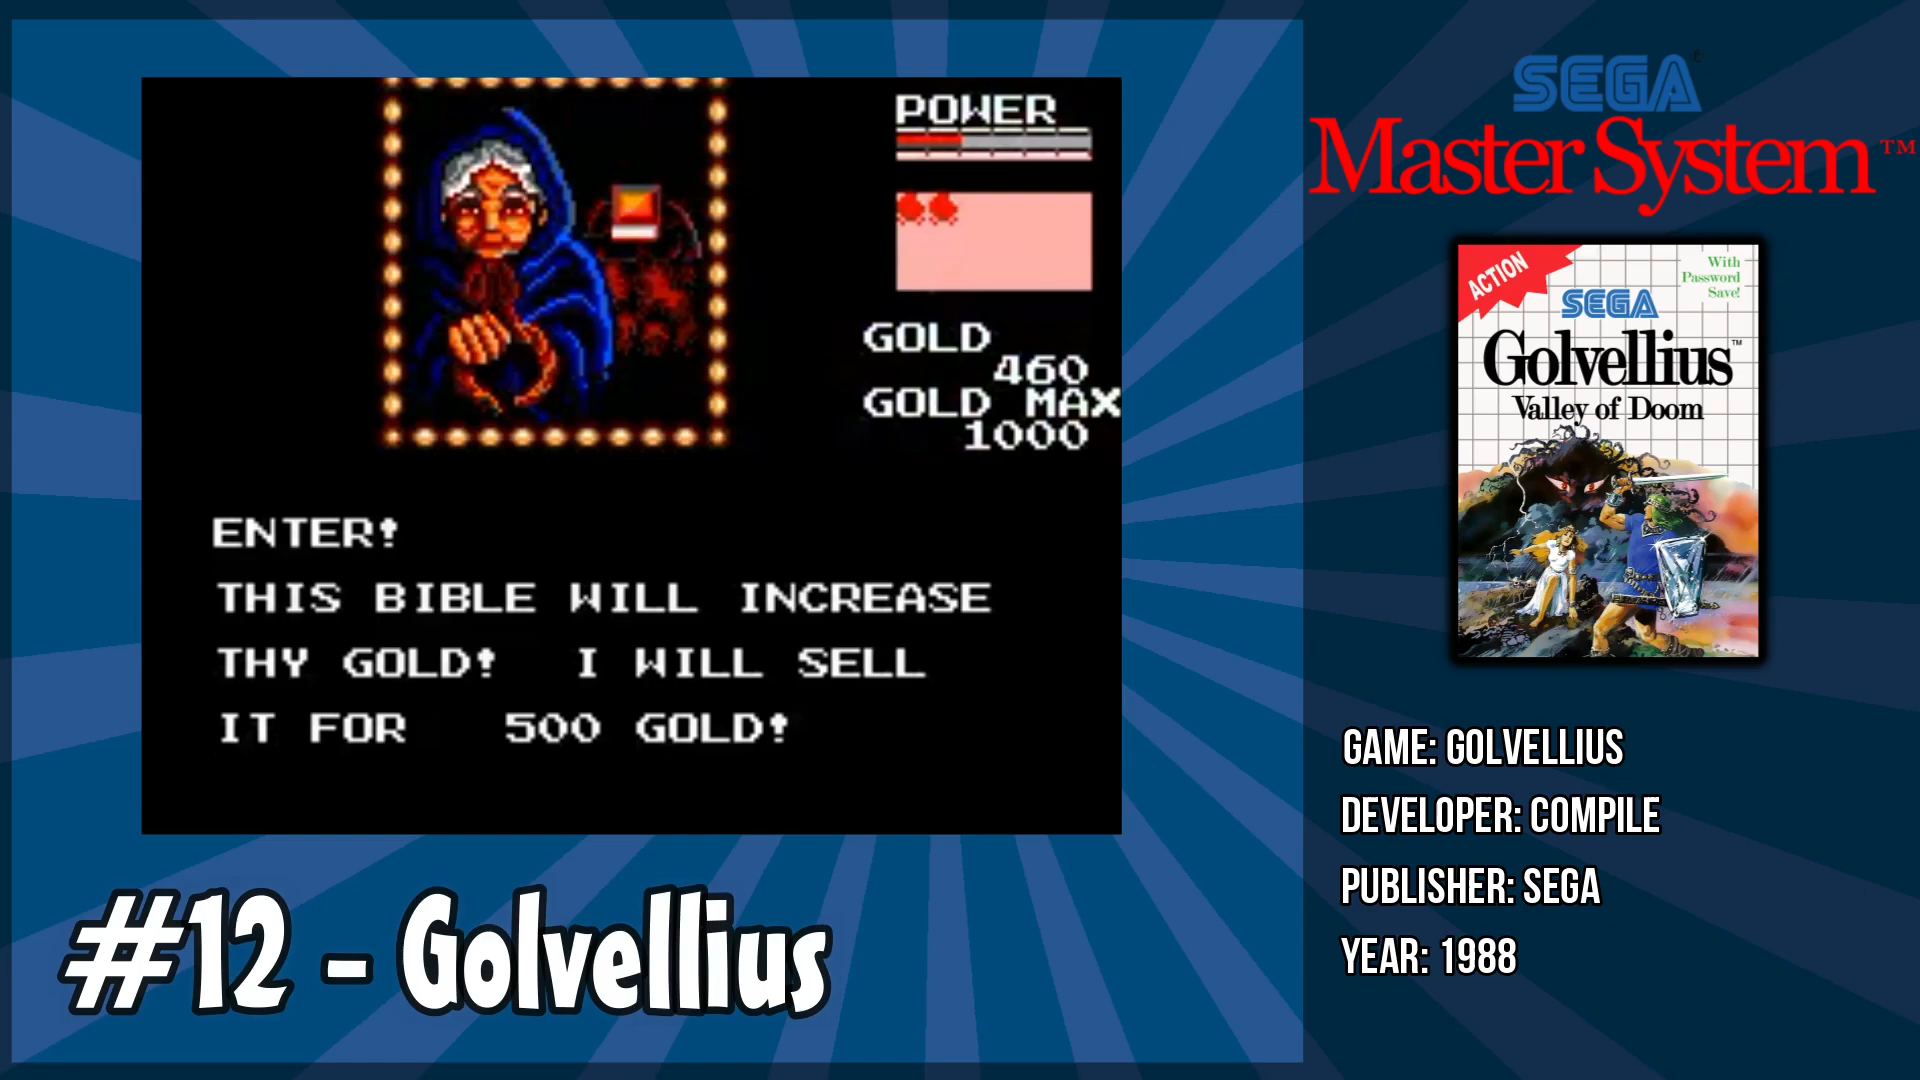 POWER
GOLD
460
GOLD MAX
1000
ENTER!
THIS BIBLE WILL INCREASE
THY GOLD! I WILL SELL
IT FOR 500 GOLD!
#12 - Golvellius
SEGA®
Master System™
ACTION
With
Password
Save!
SEGA
Golvellius™
Valley of Doom
GAME: GOLVELLIUS
DEVELOPER: COMPILE
PUBLISHER: SEGA
YEAR: 1988